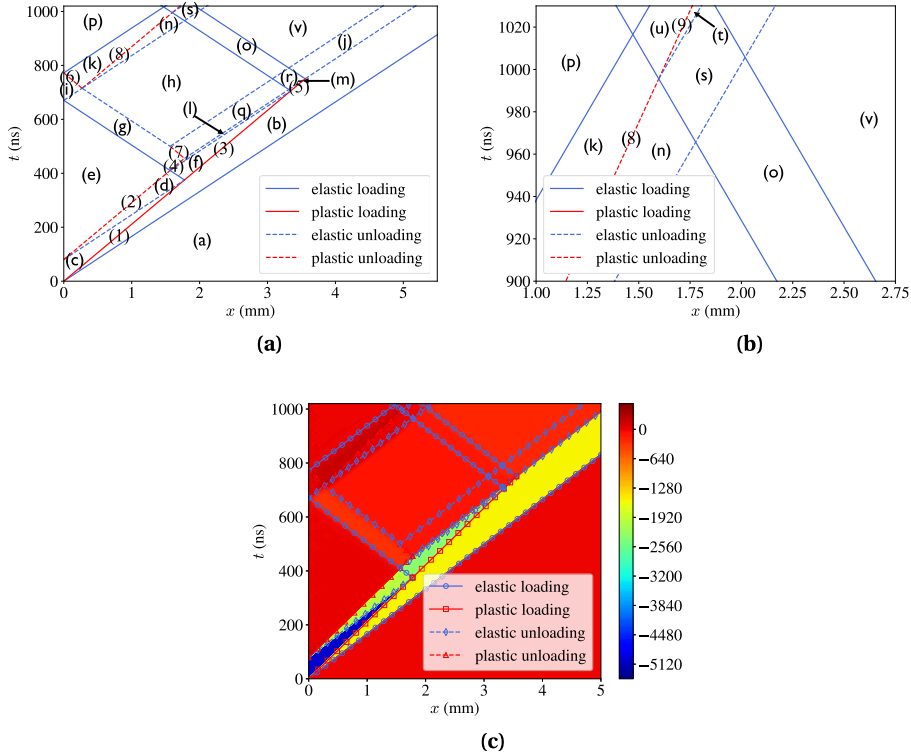 1000
800
600
400
200
0
t (ns)
0
1
2
3
4
5
x (mm)
(p)
(s)
(n)
(8)
(k)
(6)
(i)
(o)
(v)
(j)
(h)
(r)
(m)
(5)
(l)
(q)
(b)
(g)
(7)
(3)
(4)
(f)
(e)
(d)
(2)
(1)
(a)
(c)
elastic loading
plastic loading
elastic unloading
plastic unloading
(a)
1020
1000
980
960
940
920
900
t (ns)
1.00
1.25
1.50
1.75
2.00
2.25
2.50
2.75
x (mm)
(u)
(9)
(t)
(p)
(s)
(v)
(k)
(8)
(n)
(o)
elastic loading
plastic loading
elastic unloading
plastic unloading
(b)
1000
800
600
400
200
0
t (ns)
0
1
2
3
4
5
x (mm)
elastic loading
plastic loading
elastic unloading
plastic unloading
0
−640
−1280
−1920
−2560
−3200
−3840
−4480
−5120
(c)